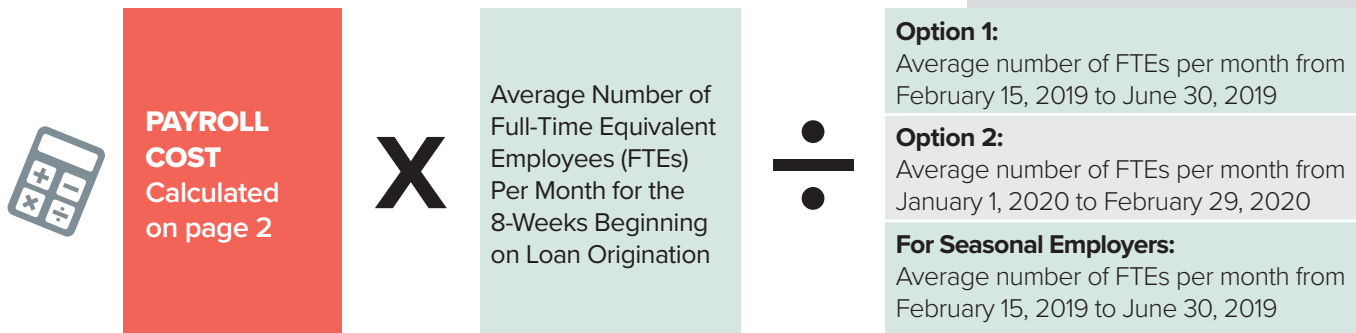 PAYROLL
COST
Calculated
on page 2
X
Average Number of
Full-Time Equivalent
Employees (FTEs)
Per Month for the
8-Weeks Beginning
on Loan Origination
÷
Option 1:
Average number of FTEs per month from
February 15, 2019 to June 30, 2019
Option 2:
Average number of FTEs per month from
January 1, 2020 to February 29, 2020
For Seasonal Employers:
Average number of FTEs per month from
February 15, 2019 to June 30, 2019